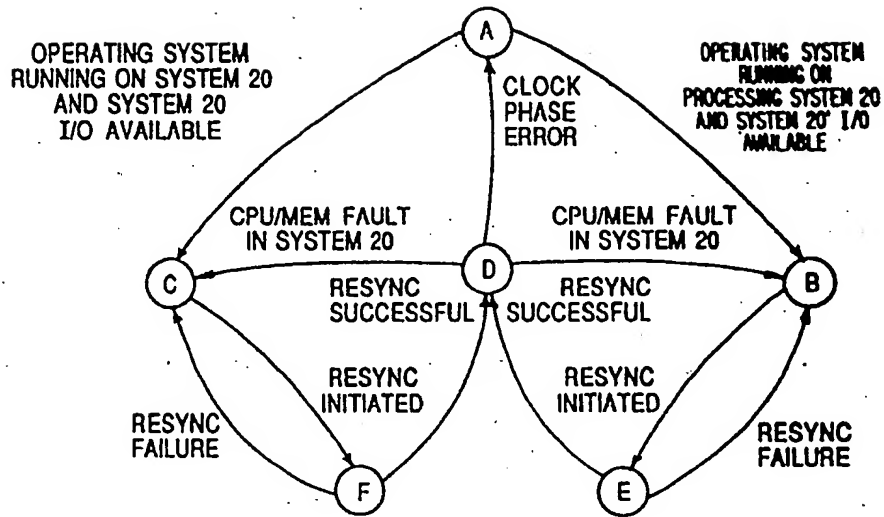 A
OPERATING SYSTEM
RUNNING ON SYSTEM 20
AND SYSTEM 20
I/O AVAILABLE
CLOCK
PHASE
ERROR
OPERATING SYSTEM
RUNNING ON
PROCESSING SYSTEM 20
AND SYSTEM 20' I/O
AVAILABLE
CPU/MEM FAULT
IN SYSTEM 20
CPU/MEM FAULT
IN SYSTEM 20
C
D
B
RESYNC
SUCCESSFUL
RESYNC
SUCCESSFUL
RESYNC
INITIATED
RESYNC
INITIATED
RESYNC
FAILURE
RESYNC
FAILURE
F
E